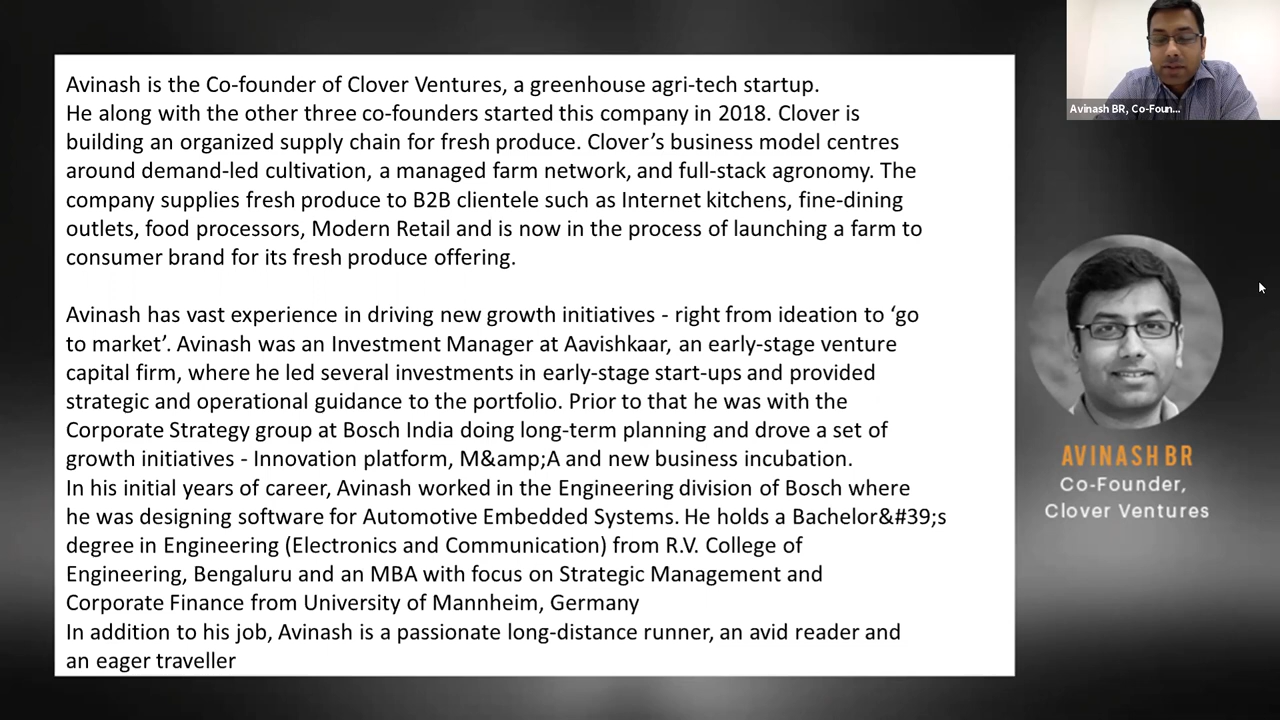 Avinash is the Co-founder of Clover Ventures, a greenhouse agri-tech startup.
He along with the other three co-founders started this company in 2018. Clover is
building an organized supply chain for fresh produce. Clover’s business model centres
around demand-led cultivation, a managed farm network, and full-stack agronomy. The
company supplies fresh produce to B2B clientele such as Internet kitchens, fine-dining
outlets, food processors, Modern Retail and is now in the process of launching a farm to
consumer brand for its fresh produce offering.
Avinash has vast experience in driving new growth initiatives - right from ideation to ‘go
to market’. Avinash was an Investment Manager at Aavishkaar, an early-stage venture
capital firm, where he led several investments in early-stage start-ups and provided
strategic and operational guidance to the portfolio. Prior to that he was with the
Corporate Strategy group at Bosch India doing long-term planning and drove a set of
growth initiatives - Innovation platform, M&amp;A and new business incubation.
In his initial years of career, Avinash worked in the Engineering division of Bosch where
he was designing software for Automotive Embedded Systems. He holds a Bachelor&#39;s
degree in Engineering (Electronics and Communication) from R.V. College of
Engineering, Bengaluru and an MBA with focus on Strategic Management and
Corporate Finance from University of Mannheim, Germany
In addition to his job, Avinash is a passionate long-distance runner, an avid reader and
an eager traveller
Avinash BR, Co-Foun...
AVINASH BR
Co-Founder,
Clover Ventures